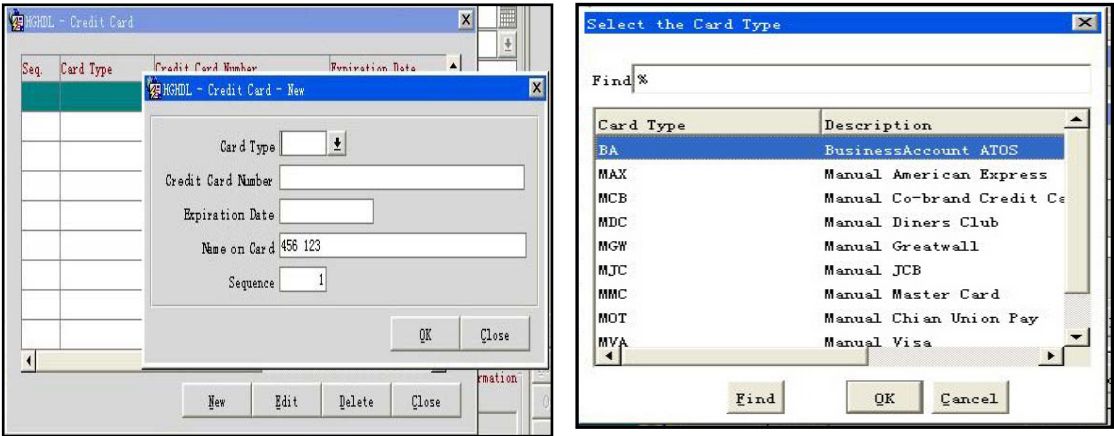 HGHDL - Credit Card
Seq. Card Type Credit Card Number Expiration Date
HGHDL - Credit Card - New
Card Type
Credit Card Number
Expiration Date
Name on Card 456 123
Sequence 1
OK Close
rmation
New Edit Delete Close
Select the Card Type
Find %
Card Type Description
BA BusinessAccount ATOS
MAX Manual American Express
MCB Manual Co-brand Credit Ca
MDC Manual Diners Club
MGW Manual Greatwall
MJC Manual JCB
MMC Manual Master Card
MOT Manual Chian Union Pay
MVA Manual Visa
Find OK Cancel